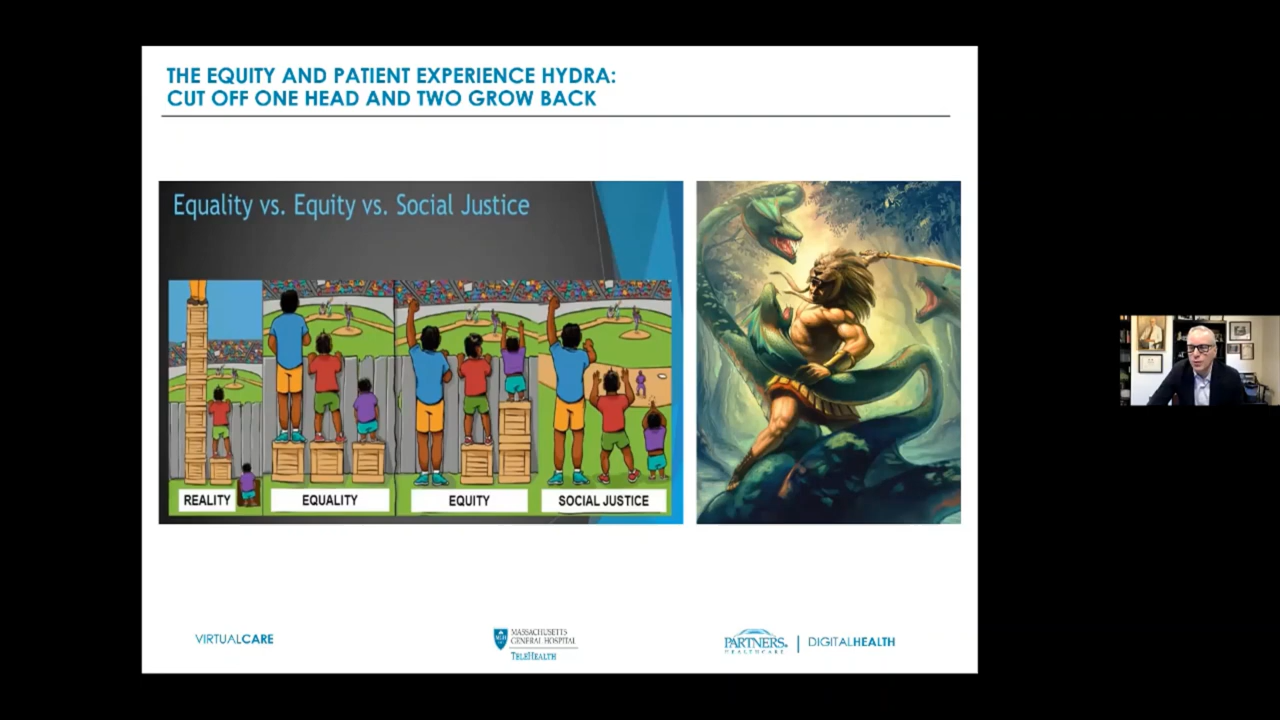 THE EQUITY AND PATIENT EXPERIENCE HYDRA:
CUT OFF ONE HEAD AND TWO GROW BACK
Equality vs. Equity vs. Social Justice
REALITY
EQUALITY
EQUITY
SOCIAL JUSTICE
VIRTUALCARE
MASSACHUSETTS
GENERAL HOSPITAL
TELEHEALTH
PARTNERS.
HEALTHCARE
DIGITALHEALTH